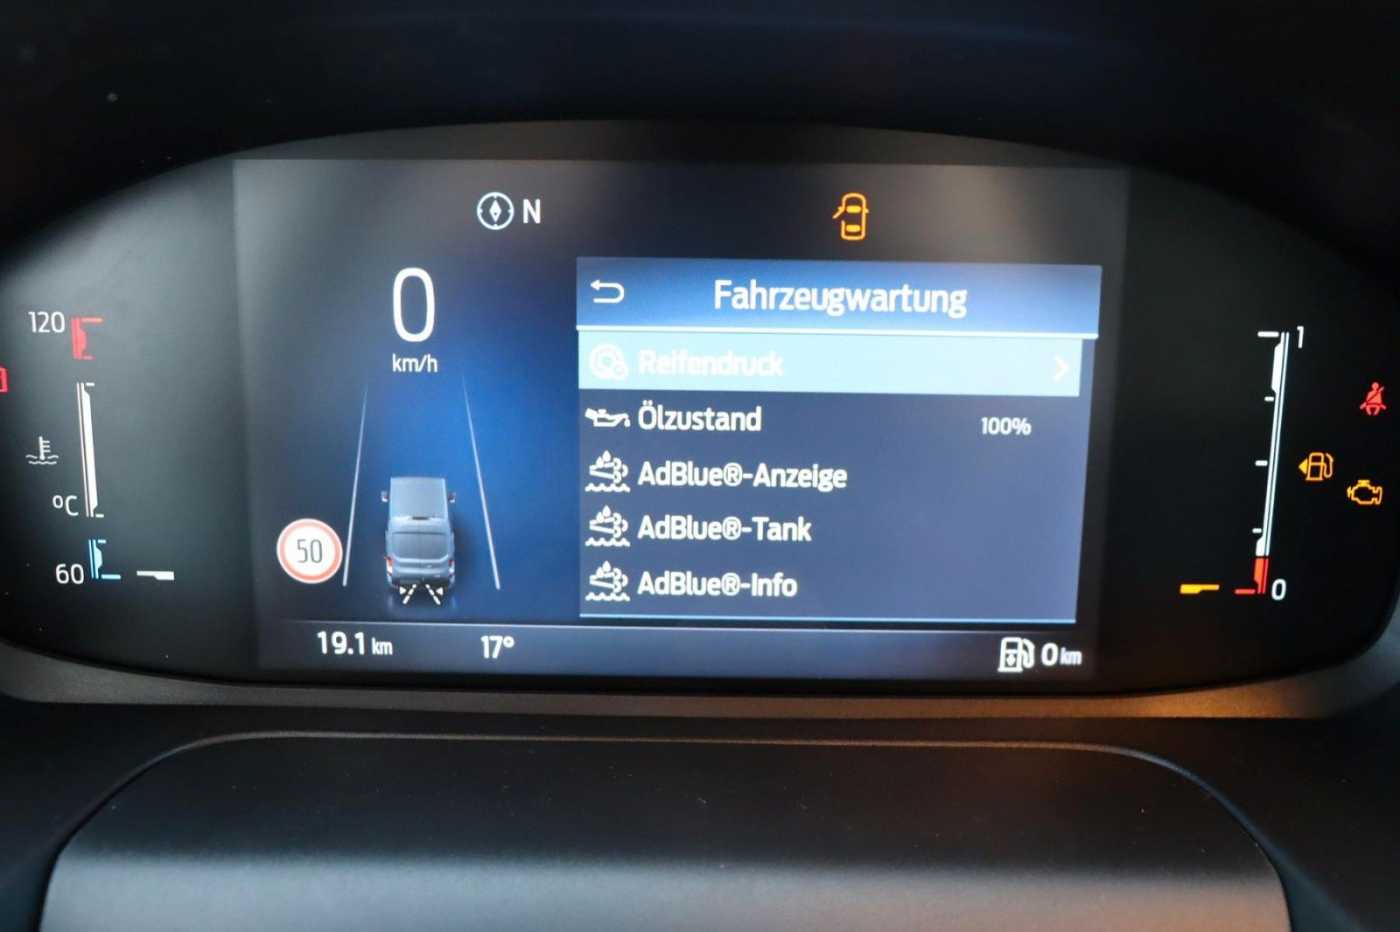 N
0
km/h
Fahrzeugwartung
Reifendruck
Ölzustand 100%
AdBlue®-Anzeige
AdBlue®-Tank
AdBlue®-Info
120
°C
60
50
1
0
19.1 km 17° 0 km